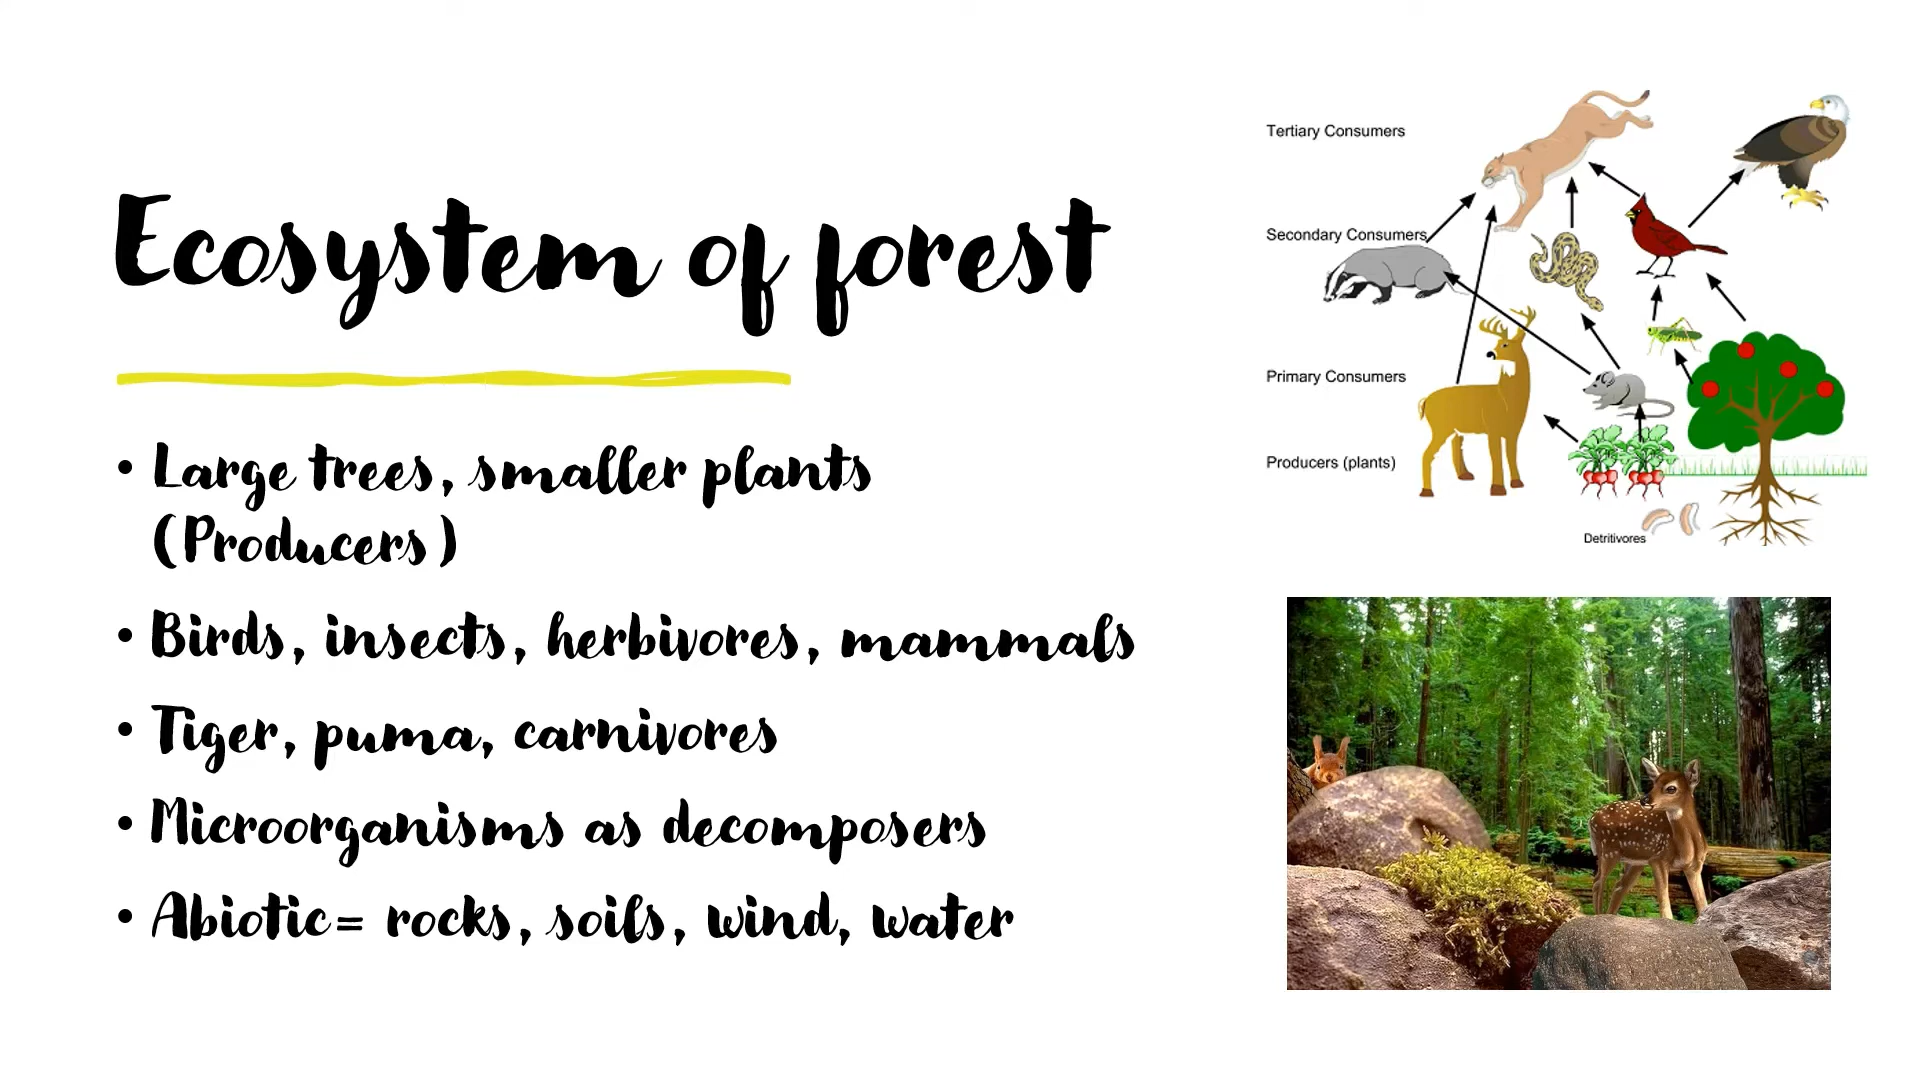 Ecosystem of forest
• Large trees, smaller plants
(Producers)
• Birds, insects, herbivores, mammals
• Tiger, puma, carnivores
• Microorganisms as decomposers
• Abiotic= rocks, soils, wind, water
Tertiary Consumers
Secondary Consumers
Primary Consumers
Producers (plants)
Detritivores